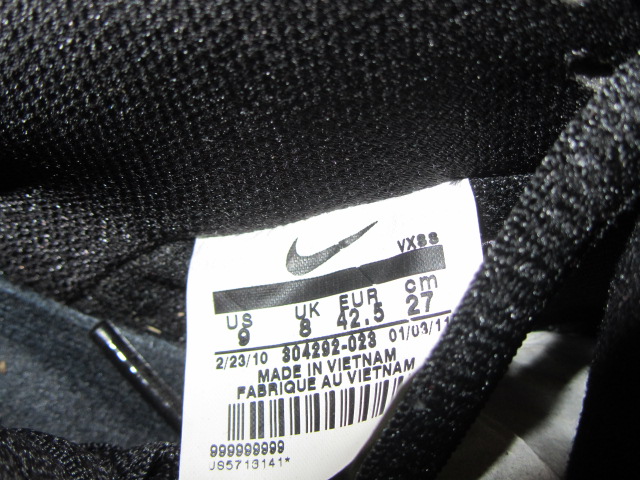 VXSS
US UK EUR cm
9 8 42.5 27
2/23/10 304292-023 01/03/11
MADE IN VIETNAM
FABRIQUE AU VIETNAM
999999999
US5713141*